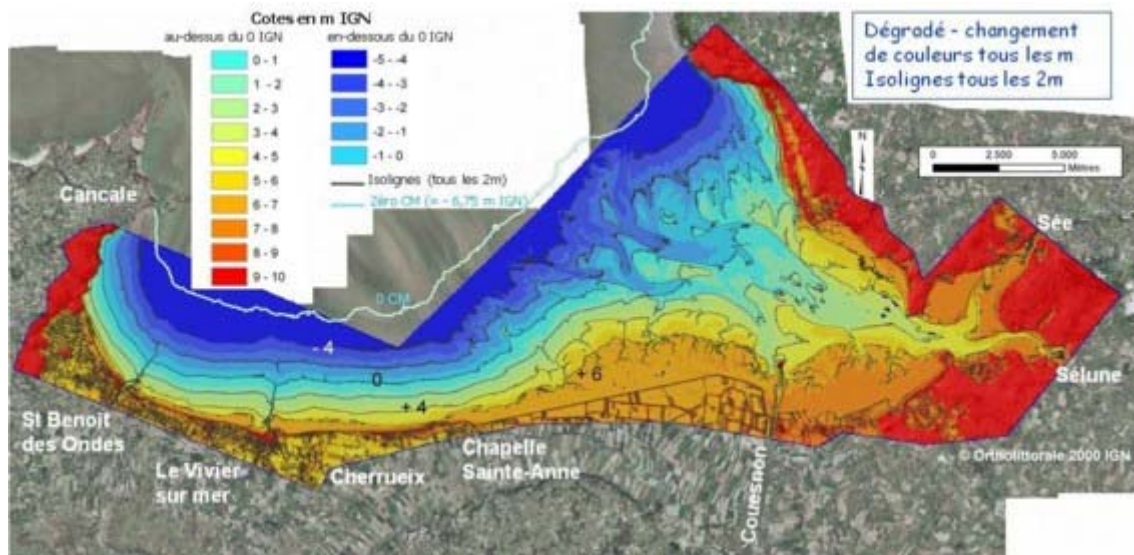 Cotes en m IGN
au-dessus du 0 IGN
en-dessous du 0 IGN
0 - 1
1 - 2
2 - 3
3 - 4
4 - 5
5 - 6
6 - 7
7 - 8
8 - 9
9 - 10
-5 - -4
-4 - -3
-3 - -2
-2 - -1
-1 - 0
Isolignes (tous les 2m)
Zéro CM (= - 6,75 m IGN)
Dégradé - changement
de couleurs tous les m
Isolignes tous les 2m
N
0 2.500 5.000
Mètres
Cancale
Sée
0 CM
- 4
0
+ 6
+ 4
Sélune
St Benoit
des Ondes
Le Vivier
sur mer
Cherrueix
Chapelle
Sainte-Anne
Couesnon
© Ortholittorale 2000 IGN